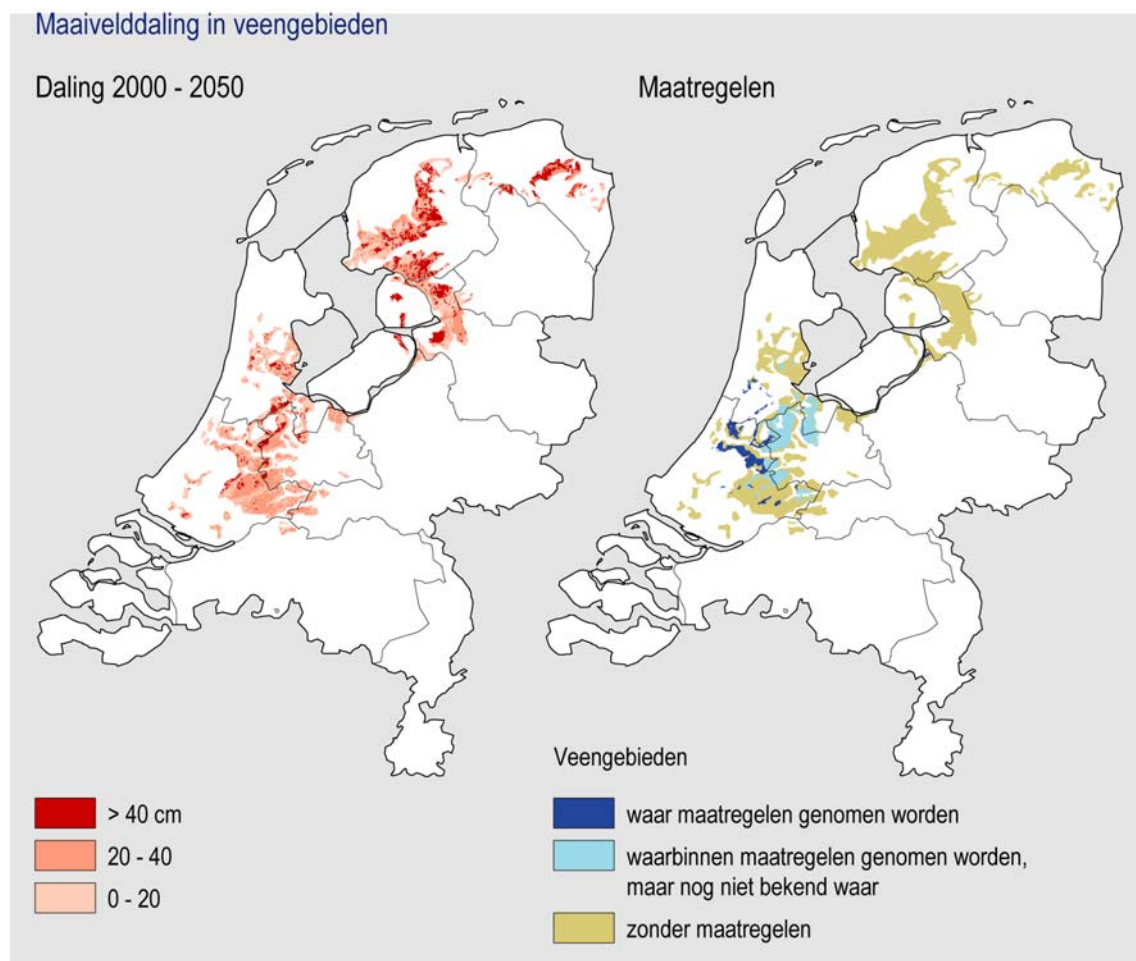 Maaivelddaling in veengebieden
Daling 2000 - 2050
Maatregelen
> 40 cm
20 - 40
0 - 20
Veengebieden
waar maatregelen genomen worden
waarbinnen maatregelen genomen worden,
maar nog niet bekend waar
zonder maatregelen